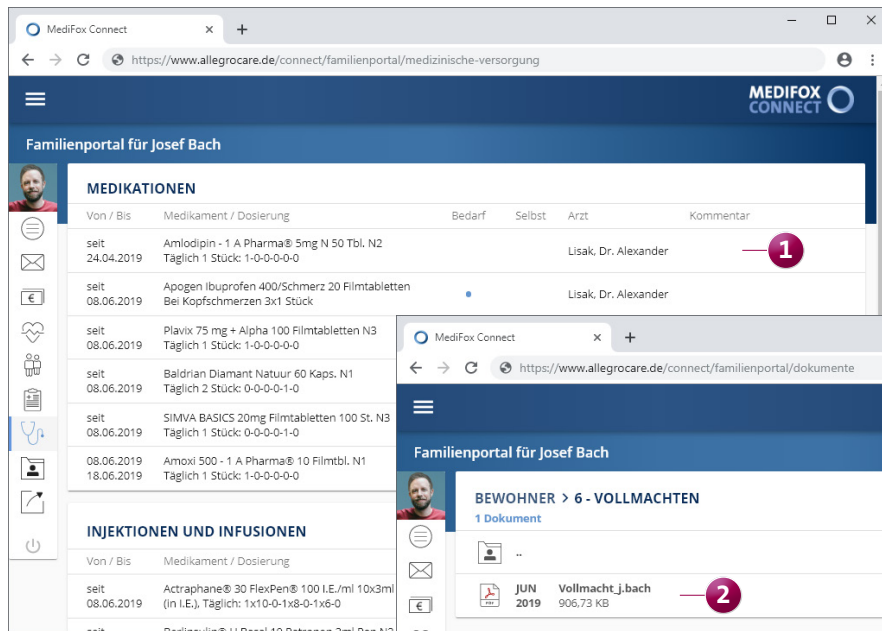 MediFox Connect
https://www.allegrocare.de/connect/familienportal/medizinische-versorgung
MEDIFOX
CONNECT
Familienportal für Josef Bach
MEDIKATIONEN
Von / Bis Medikament / Dosierung Bedarf Selbst Arzt Kommentar
seit Amlodipin - 1 A Pharma® 5mg N 50 Tbl. N2
24.04.2019 Täglich 1 Stück: 1-0-0-0-0-0 Lisak, Dr. Alexander
1
seit Apogen Ibuprofen 400/Schmerz 20 Filmtabletten
08.06.2019 Bei Kopfschmerzen 3x1 Stück Lisak, Dr. Alexander
seit Plavix 75 mg + Alpha 100 Filmtabletten N3
08.06.2019 Täglich 1 Stück: 1-0-0-0-0-0
seit Baldrian Diamant Natuur 60 Kaps. N1
08.06.2019 Täglich 2 Stück: 0-0-0-0-1-0
seit SIMVA BASICS 20mg Filmtabletten 100 St. N3
08.06.2019 Täglich 1 Stück: 0-0-0-0-1-0
08.06.2019 Amoxi 500 - 1 A Pharma® 10 Filmtbl. N1
18.06.2019 Täglich 1 Stück: 1-0-0-0-0-0
INJEKTIONEN UND INFUSIONEN
Von / Bis Medikament / Dosierung
seit Actraphane® 30 FlexPen® 100 I.E./ml 10x3ml
08.06.2019 (in I.E.), Täglich: 1x10-0-1x8-0-1x6-0
MediFox Connect
https://www.allegrocare.de/connect/familienportal/dokumente
Familienportal für Josef Bach
BEWOHNER > 6 - VOLLMACHTEN
1 Dokument
..
PDF
JUN Vollmacht_j.bach
2019 906,73 KB
2